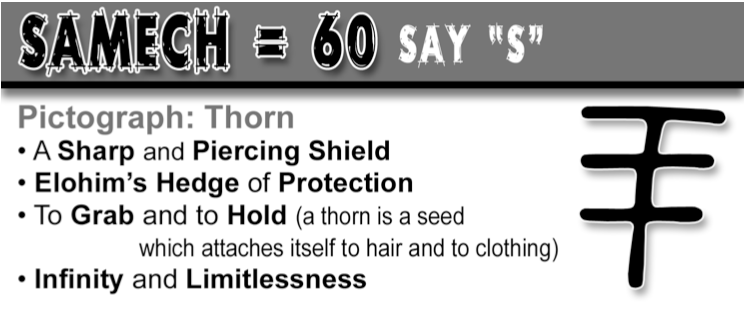 SAMECH = 60 SAY "S"
Pictograph: Thorn
• A Sharp and Piercing Shield
• Elohim’s Hedge of Protection
• To Grab and to Hold (a thorn is a seed
which attaches itself to hair and to clothing)
• Infinity and Limitlessness